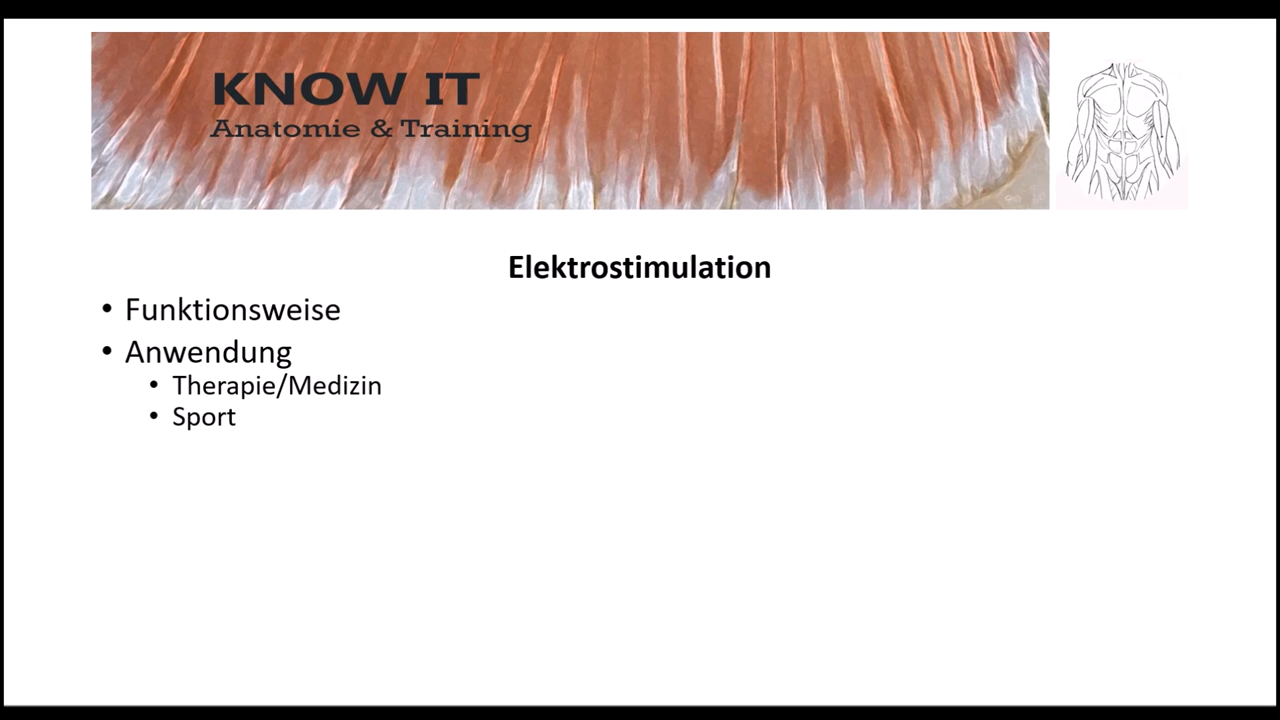 KNOW IT
Anatomie & Training
Elektrostimulation
• Funktionsweise
• Anwendung
• Therapie/Medizin
• Sport